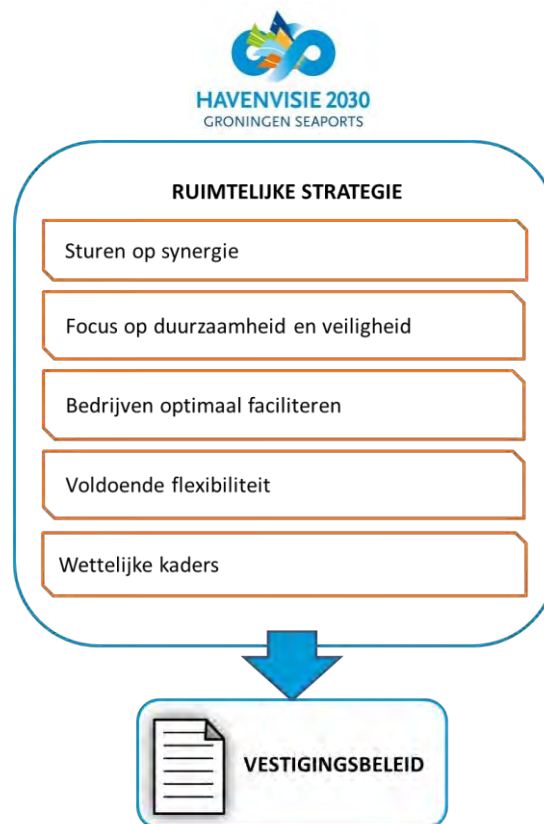 HAVENVISIE 2030
GRONINGEN SEAPORTS
RUIMTELIJKE STRATEGIE
Sturen op synergie
Focus op duurzaamheid en veiligheid
Bedrijven optimaal faciliteren
Voldoende flexibiliteit
Wettelijke kaders
VESTIGINGSBELEID